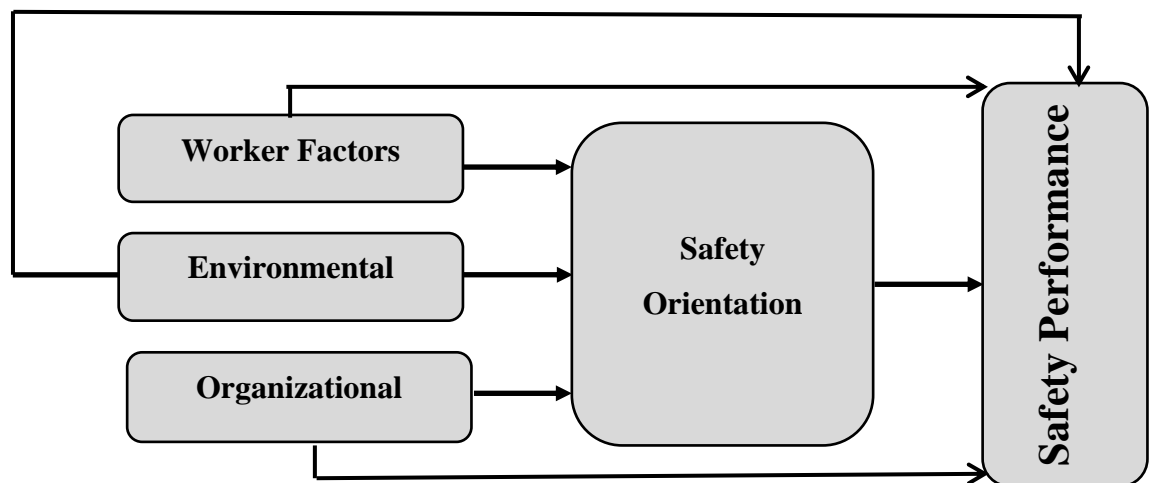 Worker Factors
Environmental
Organizational
Safety
Orientation
Safety Performance